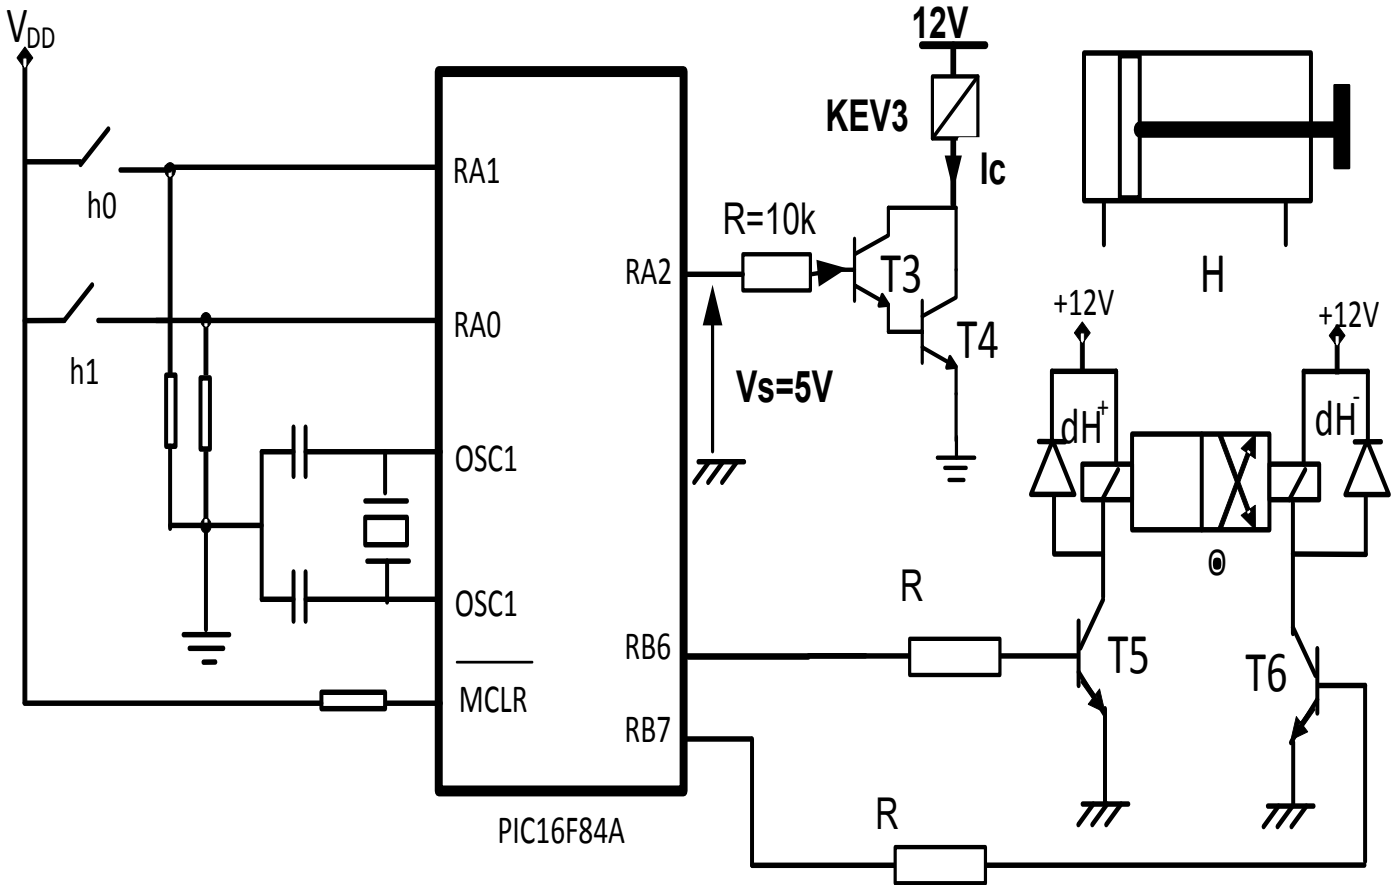 V_DD
12V
KEV3
Ic
h0
RA1
R=10k
RA2
T3
H
h1
RA0
T4
Vs=5V
+12V
+12V
dH+
dH-
OSC1
OSC1
R
RB6
T5
T6
MCLR
RB7
R
PIC16F84A